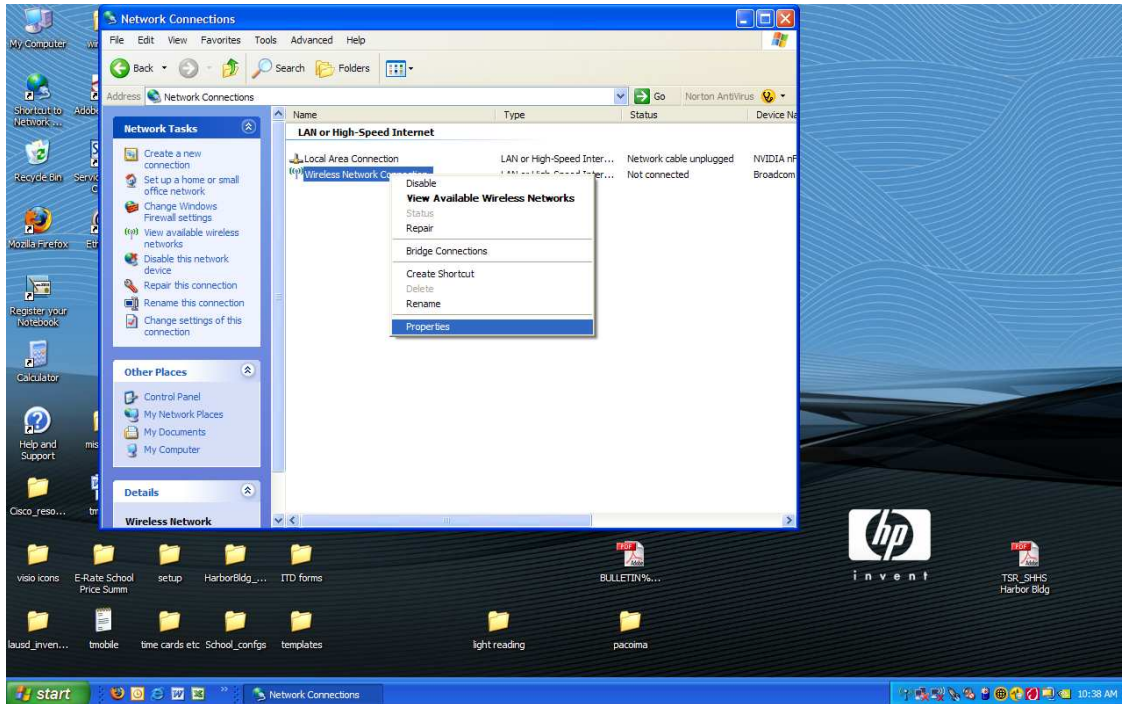 Network Connections
File Edit View Favorites Tools Advanced Help
Back Search Folders
Address Network Connections Go Norton AntiVirus
Network Tasks
Create a new
connection
Set up a home or small
office network
Change Windows
Firewall settings
View available wireless
networks
Disable this network
device
Repair this connection
Rename this connection
Change settings of this
connection
Other Places
Control Panel
My Network Places
My Documents
My Computer
Details
Wireless Network
Name Type Status Device Na
LAN or High-Speed Internet
Local Area Connection LAN or High-Speed Inter... Network cable unplugged NVIDIA nF
Wireless Network Not connected Broadcom
Disable
View Available Wireless Networks
Status
Repair
Bridge Connections
Create Shortcut
Delete
Rename
Properties
My Computer
Shortcut to
Network ...
Recycle Bin
Mozilla Firefox
Register your
Notebook
Calculator
Help and
Support
Cisco_reso...
visio icons
E-Rate School
Price Summ
setup
HarborBldg_...
ITD forms
BULLETIN%...
hp
invent
TSR_SHHS
Harbor Bldg
lausd_inven...
tmobile
time cards etc
School_confgs
templates
light reading
pacoima
start Network Connections 10:38 AM